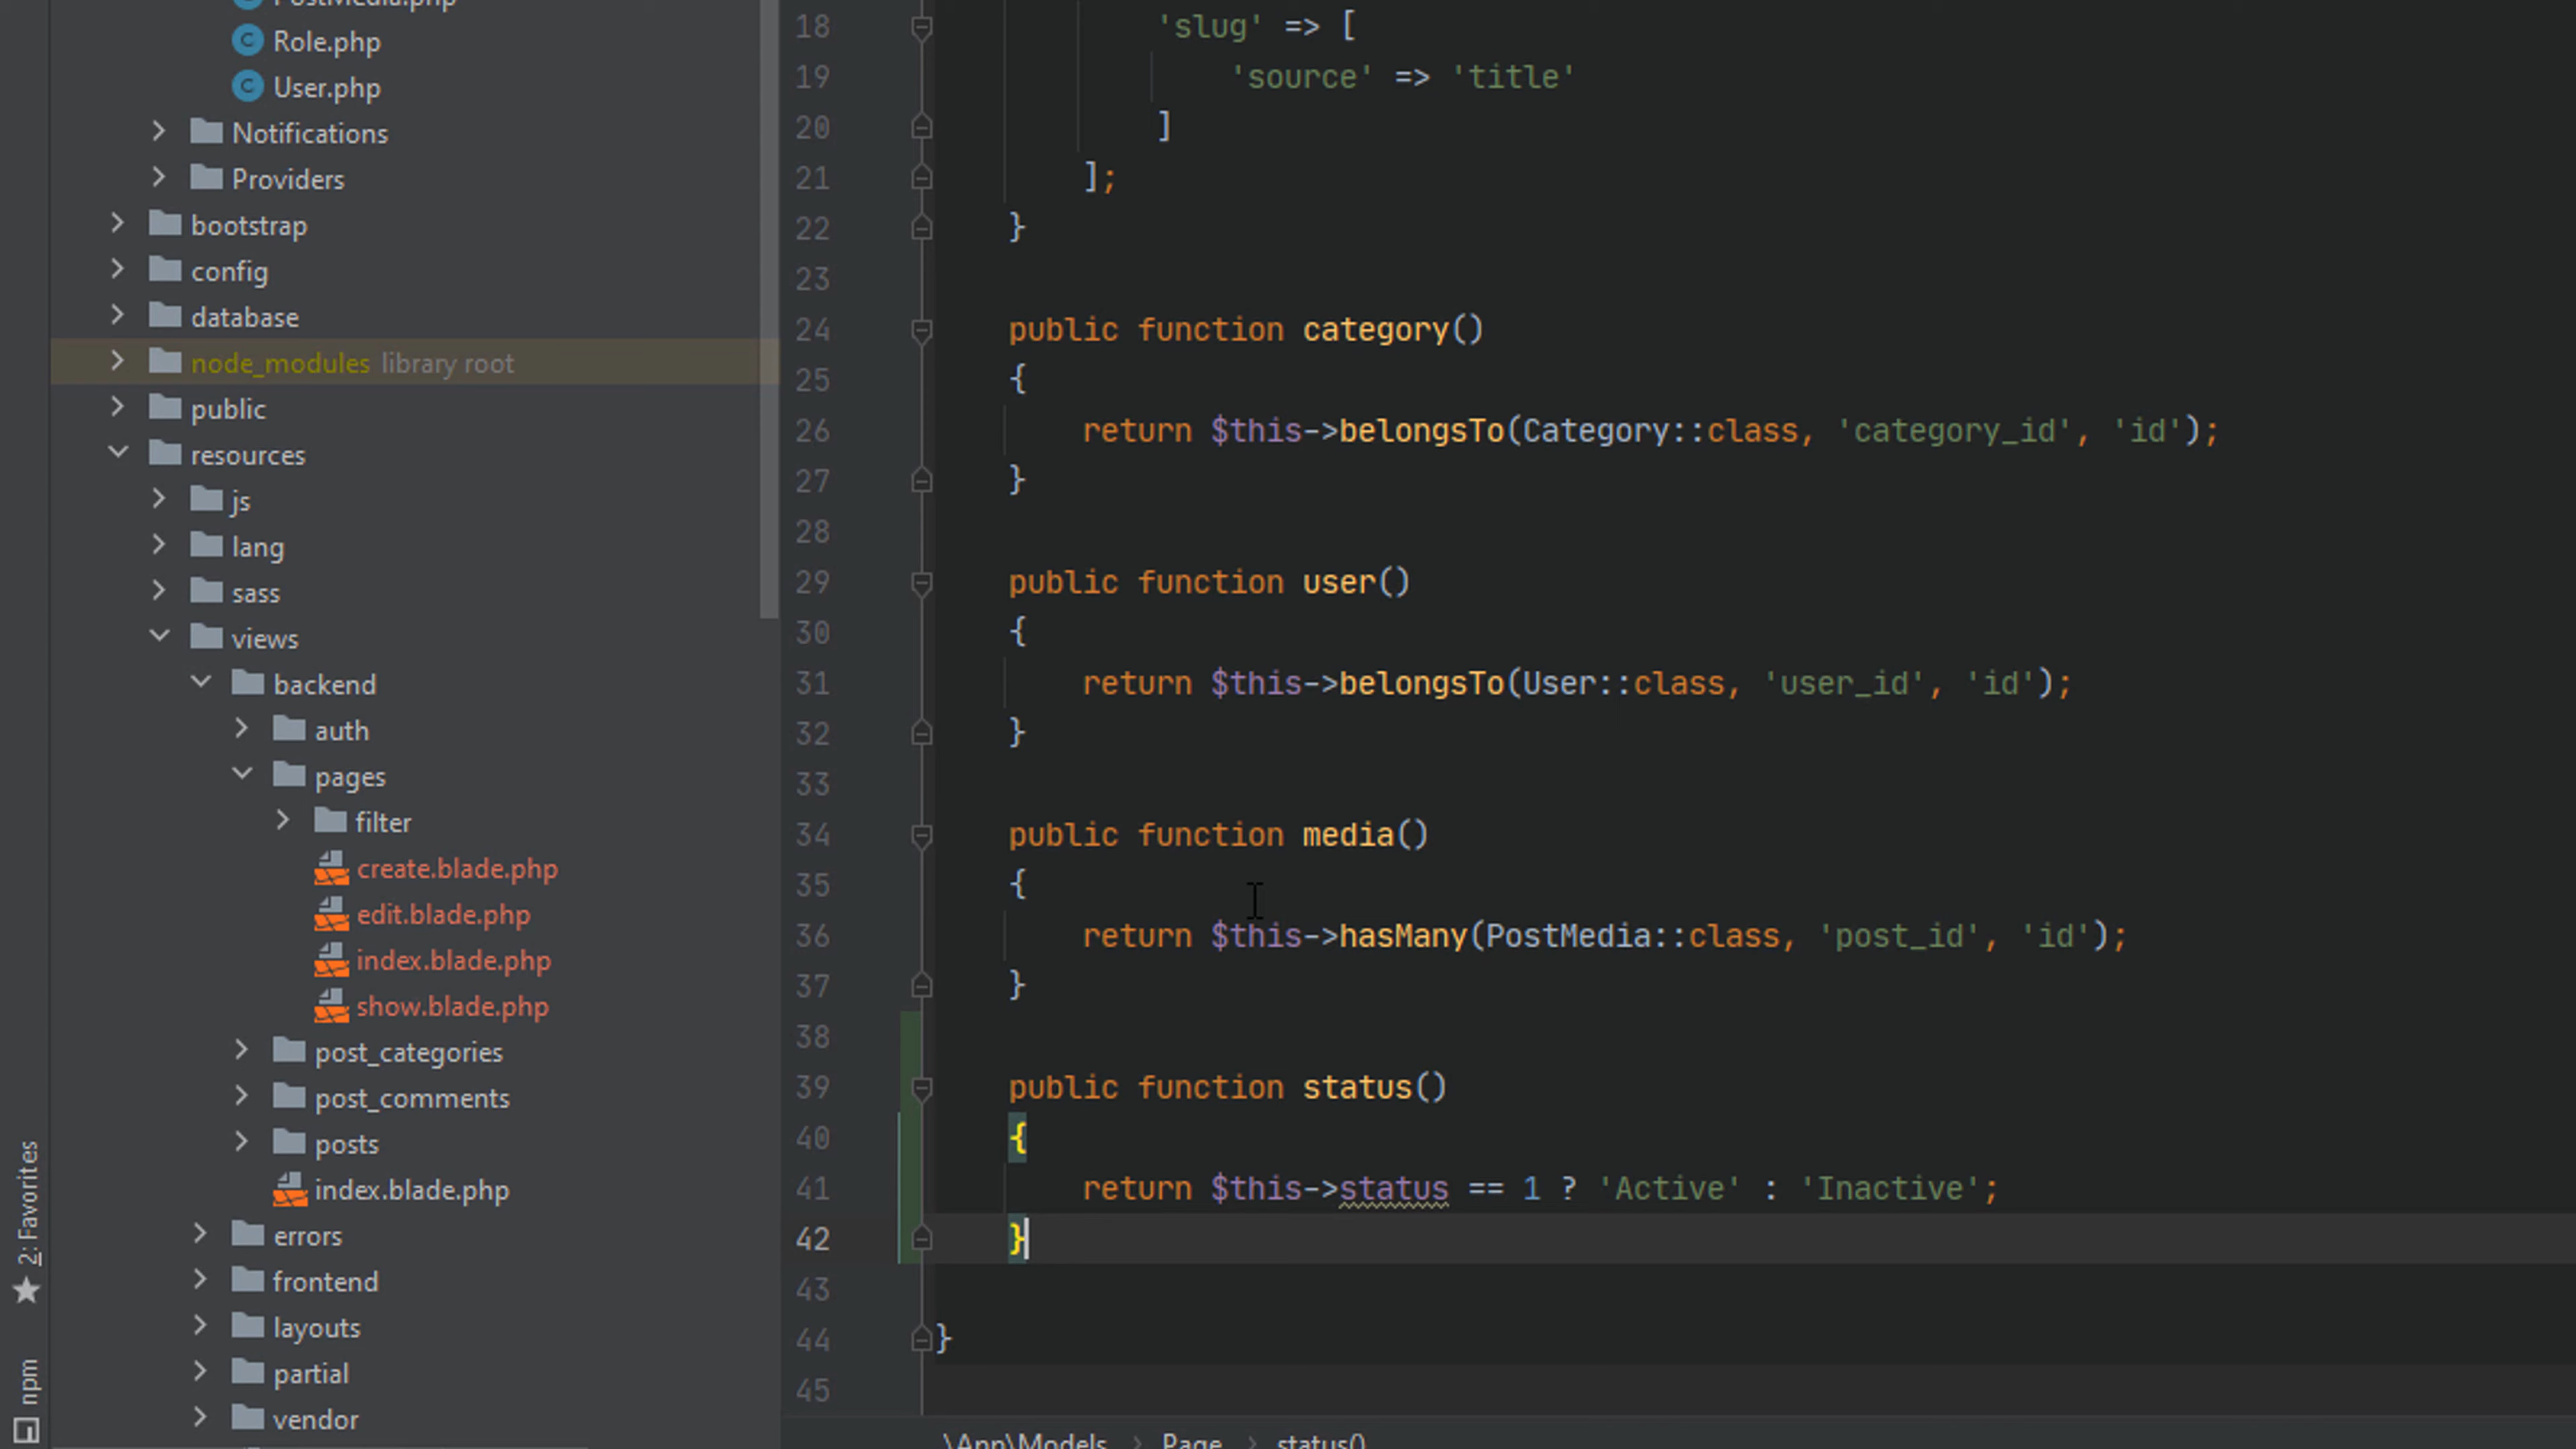 PostMedia.php
Role.php
User.php
Notifications
Providers
bootstrap
config
database
node_modules library root
public
resources
js
lang
sass
views
backend
auth
pages
filter
create.blade.php
edit.blade.php
index.blade.php
show.blade.php
post_categories
post_comments
posts
index.blade.php
errors
frontend
layouts
partial
vendor
2: Favorites
npm
18 'slug' => [
19 'source' => 'title'
20 ]
21 ];
22 }
23
24 public function category()
25 {
26 return $this->belongsTo(Category::class, 'category_id', 'id');
27 }
28
29 public function user()
30 {
31 return $this->belongsTo(User::class, 'user_id', 'id');
32 }
33
34 public function media()
35 {
36 return $this->hasMany(PostMedia::class, 'post_id', 'id');
37 }
38
39 public function status()
40 {
41 return $this->status == 1 ? 'Active' : 'Inactive';
42 }
43
44 }
45
\App\Models › Page › status()